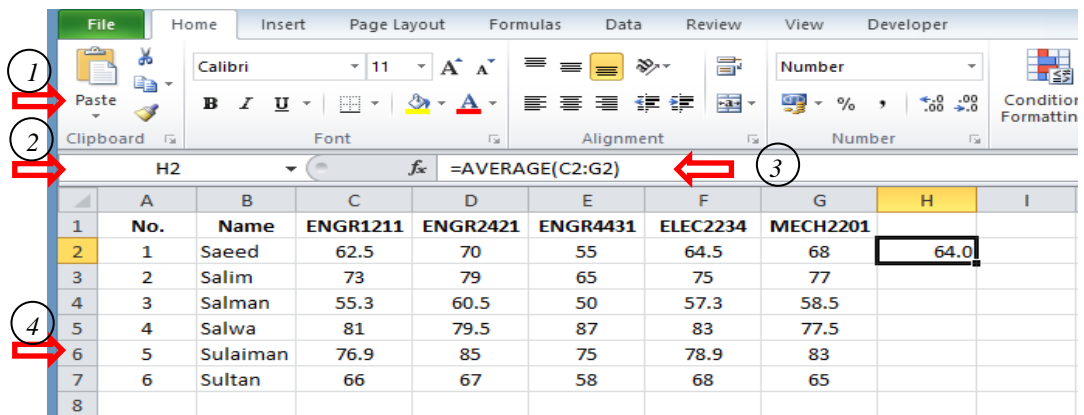 File Home Insert Page Layout Formulas Data Review View Developer
1 Calibri 11 A A Number
Paste B I U A % , .00 .00 .0 Condition
Formattin
2 Clipboard Font Alignment Number
H2 fx =AVERAGE(C2:G2) 3
A B C D E F G H I
1 No. Name ENGR1211 ENGR2421 ENGR4431 ELEC2234 MECH2201
2 1 Saeed 62.5 70 55 64.5 68 64.0
3 2 Salim 73 79 65 75 77
4 3 Salman 55.3 60.5 50 57.3 58.5
4 5 4 Salwa 81 79.5 87 83 77.5
6 5 Sulaiman 76.9 85 75 78.9 83
7 6 Sultan 66 67 58 68 65
8